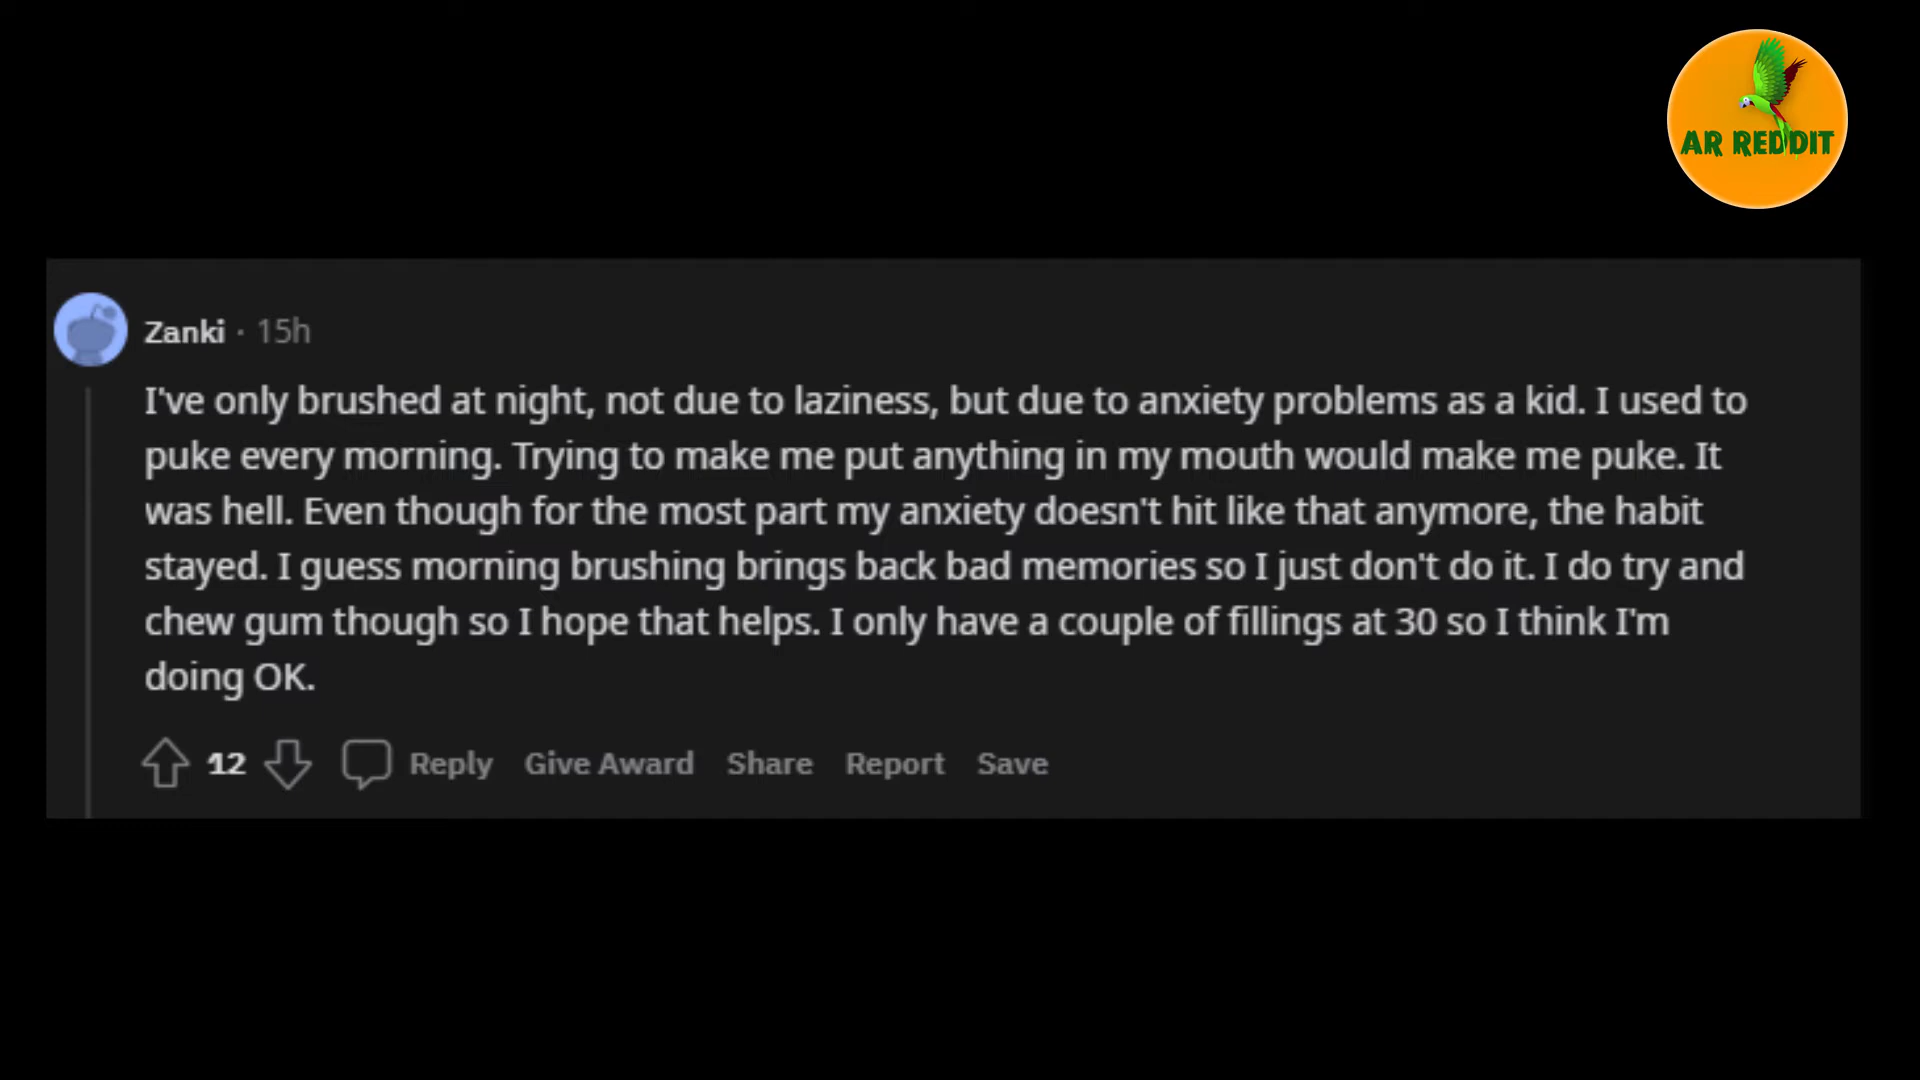 AR REDDIT
Zanki · 15h
I've only brushed at night, not due to laziness, but due to anxiety problems as a kid. I used to
puke every morning. Trying to make me put anything in my mouth would make me puke. It
was hell. Even though for the most part my anxiety doesn't hit like that anymore, the habit
stayed. I guess morning brushing brings back bad memories so I just don't do it. I do try and
chew gum though so I hope that helps. I only have a couple of fillings at 30 so I think I'm
doing OK.
12 Reply Give Award Share Report Save